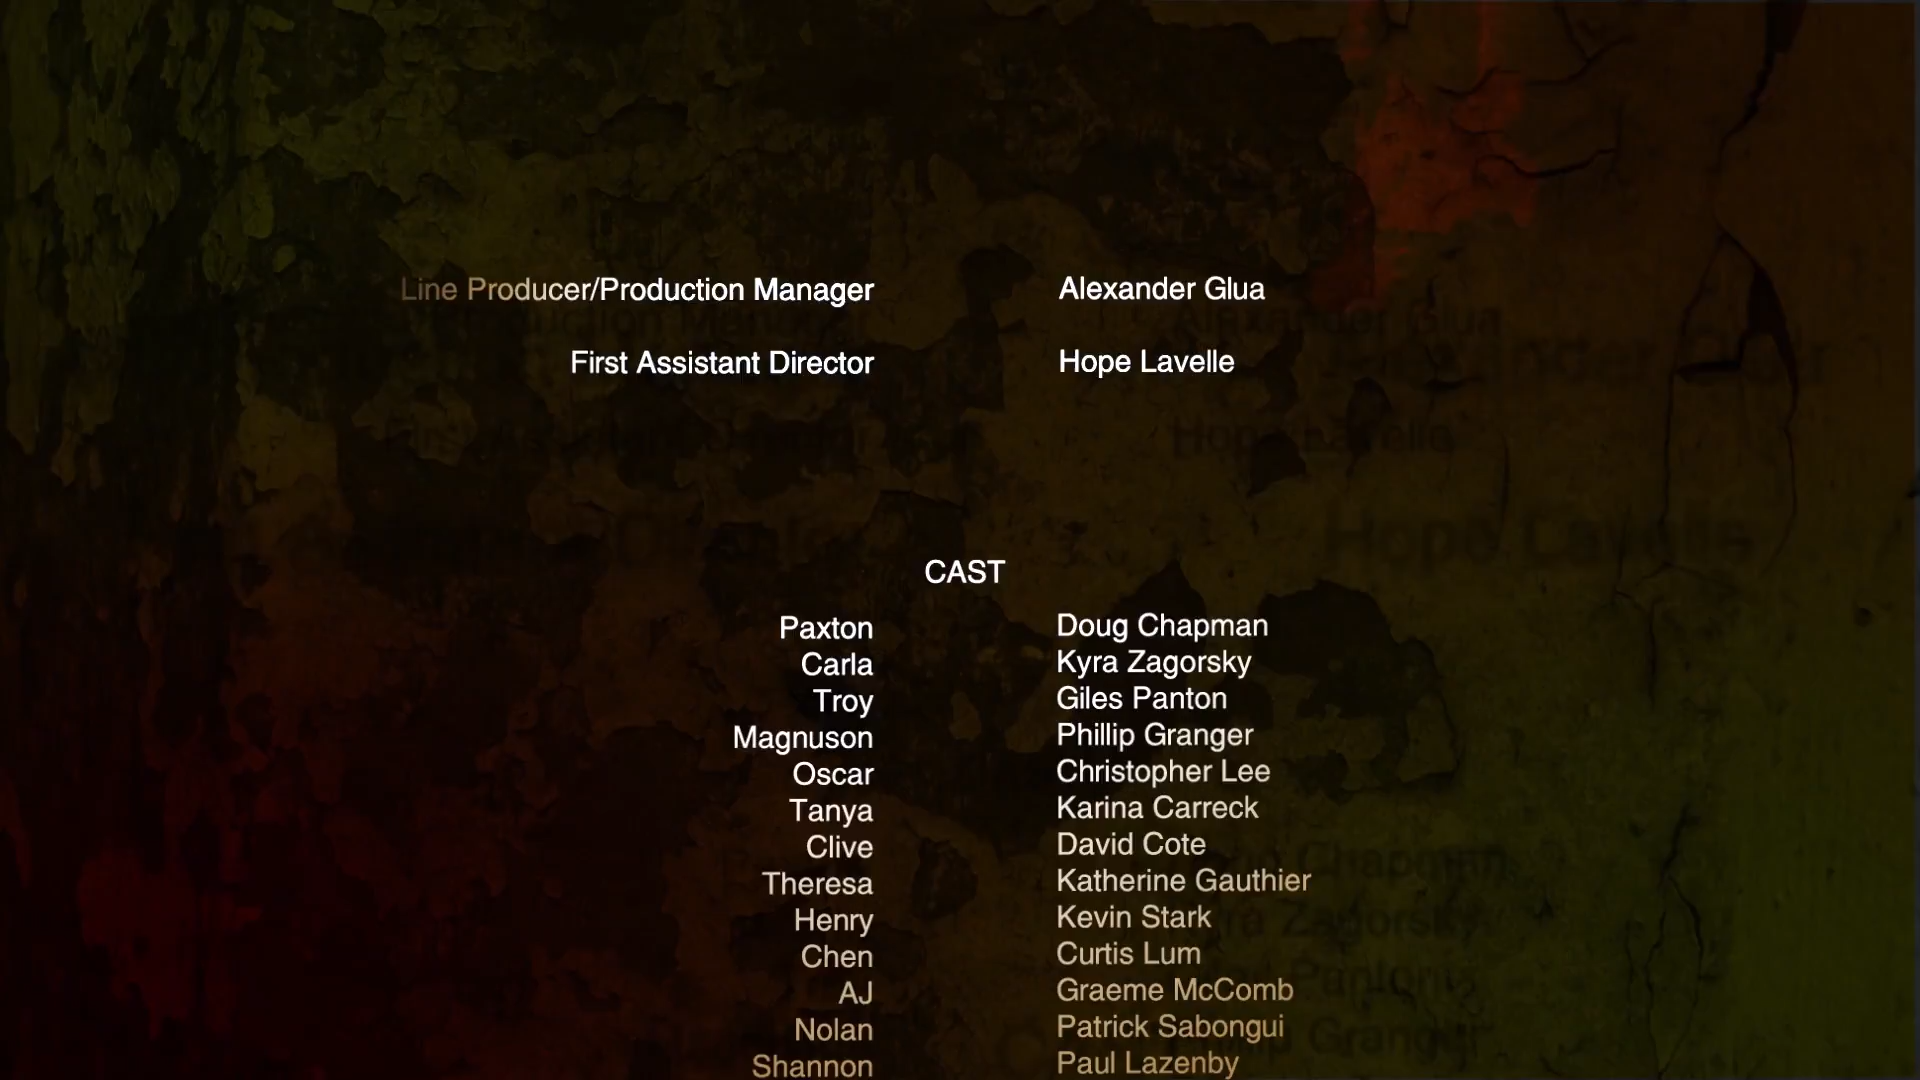 Line Producer/Production Manager Alexander Glua
First Assistant Director Hope Lavelle
CAST
Paxton Doug Chapman
Carla Kyra Zagorsky
Troy Giles Panton
Magnuson Phillip Granger
Oscar Christopher Lee
Tanya Karina Carreck
Clive David Cote
Theresa Katherine Gauthier
Henry Kevin Stark
Chen Curtis Lum
AJ Graeme McComb
Nolan Patrick Sabongui
Shannon Paul Lazenby